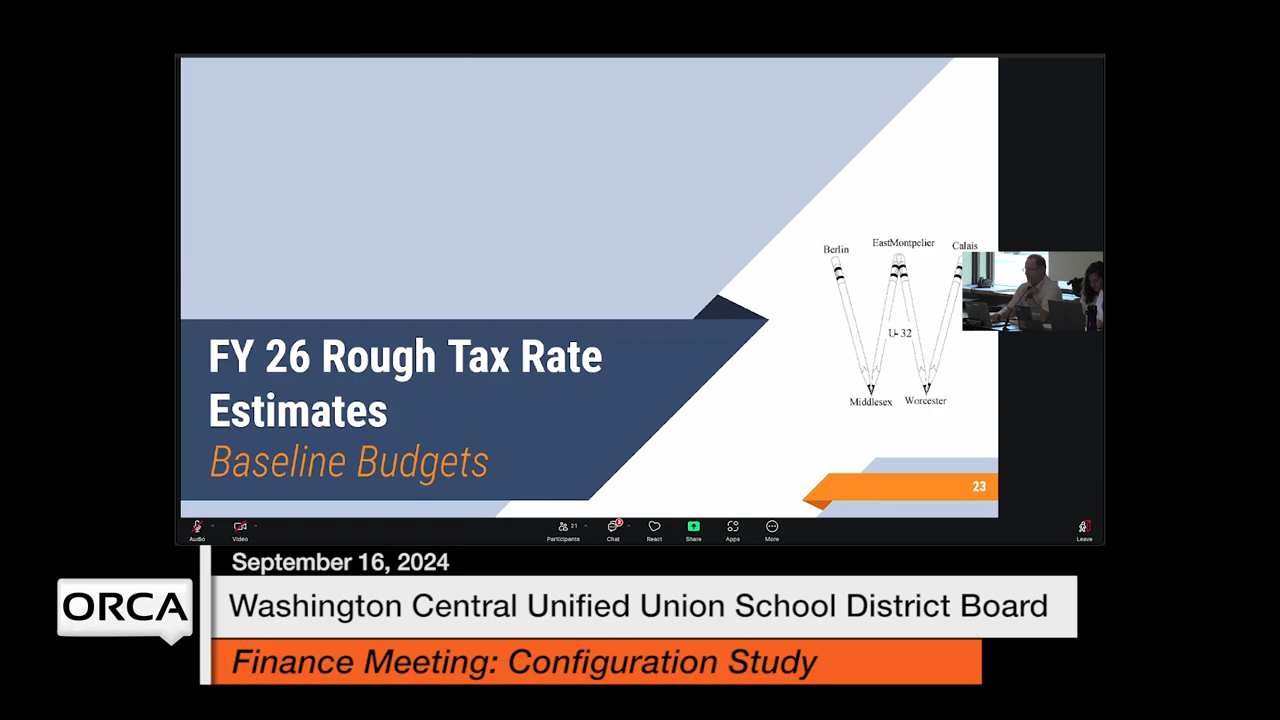 Berlin
EastMontpelier
Calais
U-32
Middlesex
Worcester
FY 26 Rough Tax Rate
Estimates
Baseline Budgets
23
Audio
Video
21
Participants
Chat
React
Share
Apps
More
Leave
September 16, 2024
ORCA
Washington Central Unified Union School District Board
Finance Meeting: Configuration Study